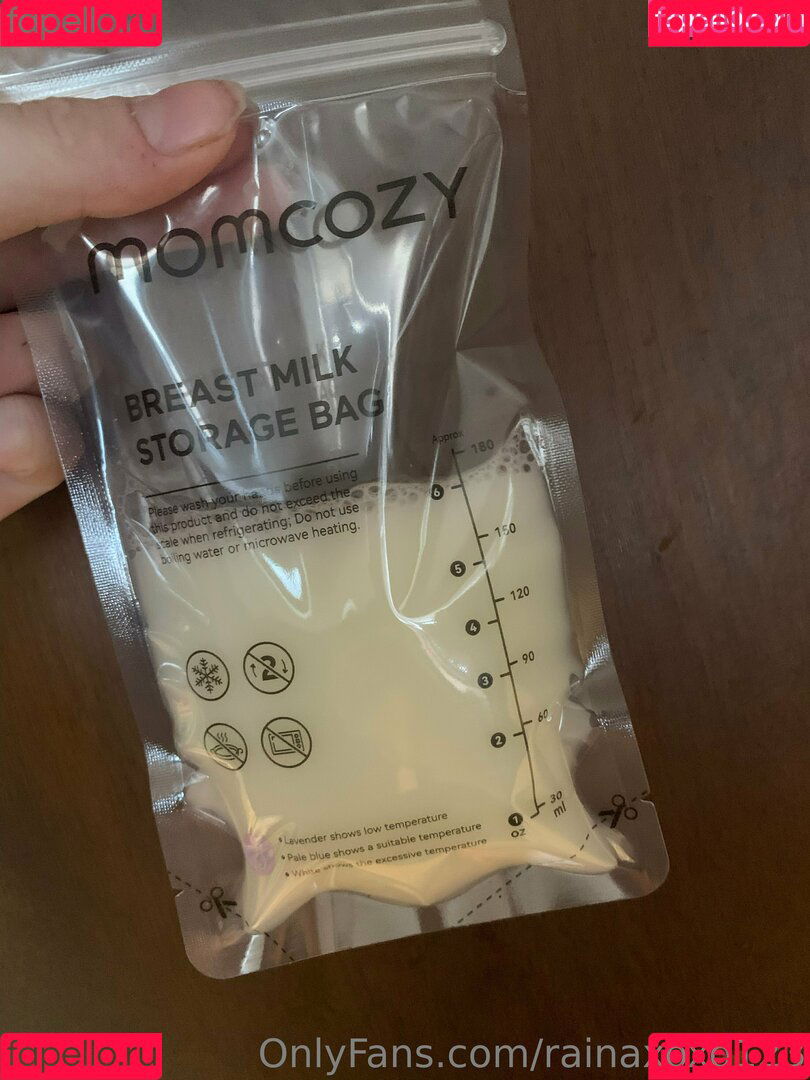 fapello.ru
fapello.ru
momcozy
BREAST MILK
STORAGE BAG
Please wash your before using
this product and do not exceed the
scale when refrigerating; Do not use
boiling water or microwave heating.
Approx
180
6
150
5
120
4
90
3
60
2
30
ml
1
oz
2
• Lavender shows low temperature
• Pale blue shows a suitable temperature
• White shows the excessive temperature
fapello.ru
OnlyFans.com/rainax
fapello.ru